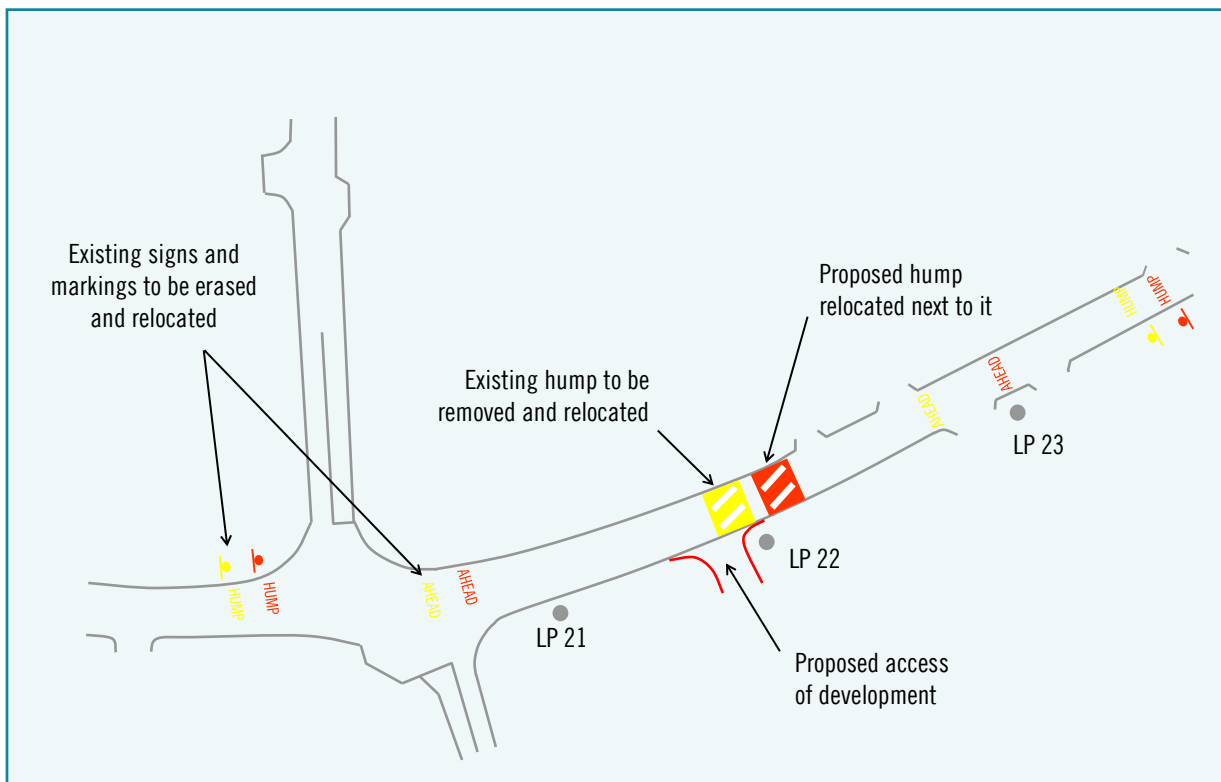 Existing signs and
markings to be erased
and relocated
Proposed hump
relocated next to it
Existing hump to be
removed and relocated
HUMP
HUMP
AHEAD
AHEAD
LP 23
HUMP
HUMP
AHEAD
AHEAD
LP 22
LP 21
Proposed access
of development